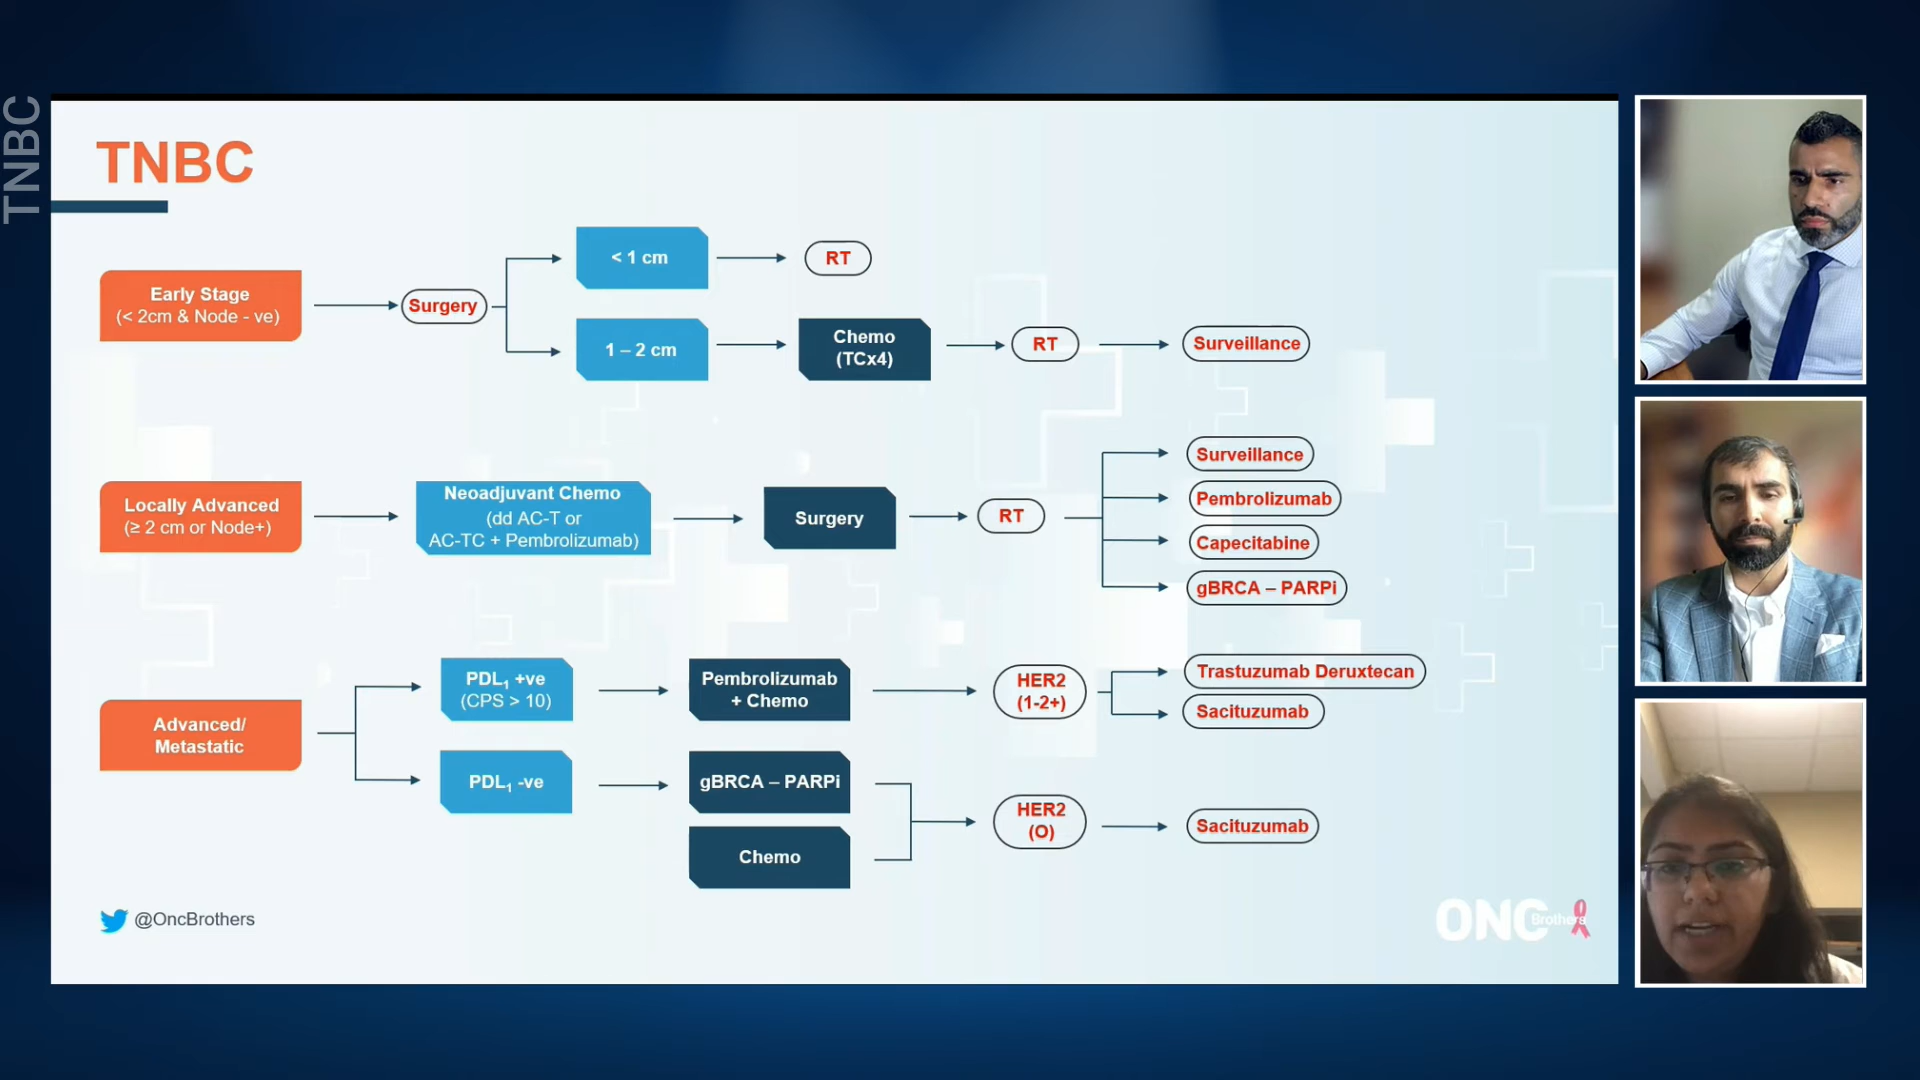 TNBC
TNBC
Early Stage
(< 2cm & Node - ve)
Surgery
< 1 cm
RT
1 – 2 cm
Chemo
(TCx4)
RT
Surveillance
Locally Advanced
(≥ 2 cm or Node+)
Neoadjuvant Chemo
(dd AC-T or
AC-TC + Pembrolizumab)
Surgery
RT
Surveillance
Pembrolizumab
Capecitabine
gBRCA – PARPi
Advanced/
Metastatic
PDL1 +ve
(CPS > 10)
Pembrolizumab
+ Chemo
HER2
(1-2+)
Trastuzumab Deruxtecan
Sacituzumab
PDL1 -ve
gBRCA – PARPi
Chemo
HER2
(O)
Sacituzumab
@OncBrothers
ONC Brothers